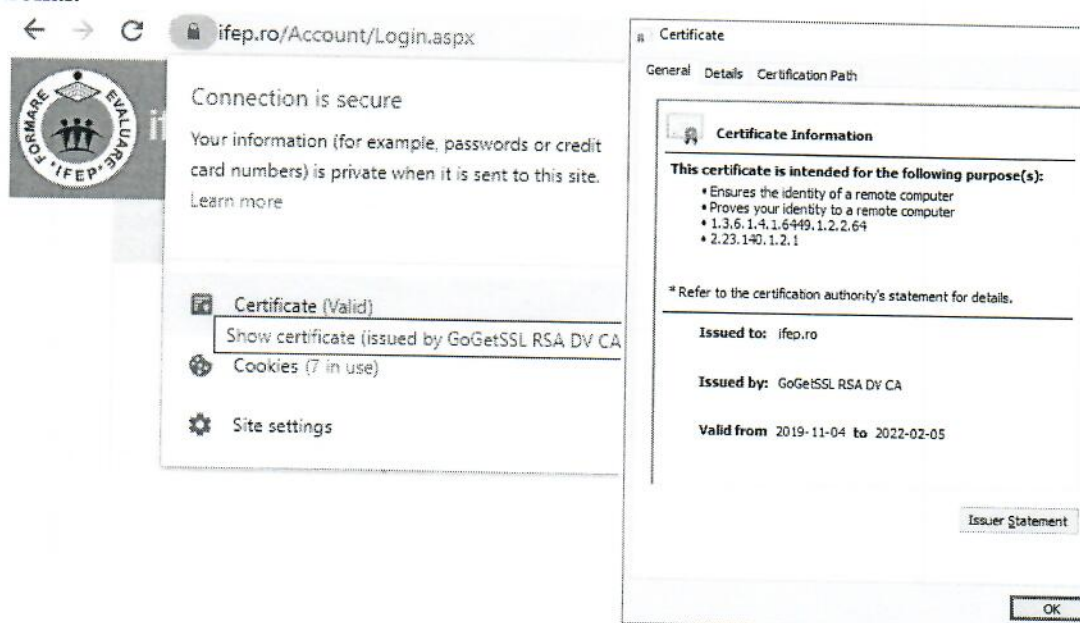 ifep.ro/Account/Login.aspx
FORMARE EVALUARE
*IFEP*
Connection is secure
Your information (for example, passwords or credit
card numbers) is private when it is sent to this site.
Learn more
Certificate (Valid)
Show certificate (issued by GoGetSSL RSA DV CA
Cookies (7 in use)
Site settings
Certificate
General Details Certification Path
Certificate Information
This certificate is intended for the following purpose(s):
• Ensures the identity of a remote computer
• Proves your identity to a remote computer
• 1.3.6.1.4.1.6449.1.2.2.64
• 2.23.140.1.2.1
* Refer to the certification authority's statement for details.
Issued to: ifep.ro
Issued by: GoGetSSL RSA DV CA
Valid from 2019-11-04 to 2022-02-05
Issuer Statement
OK